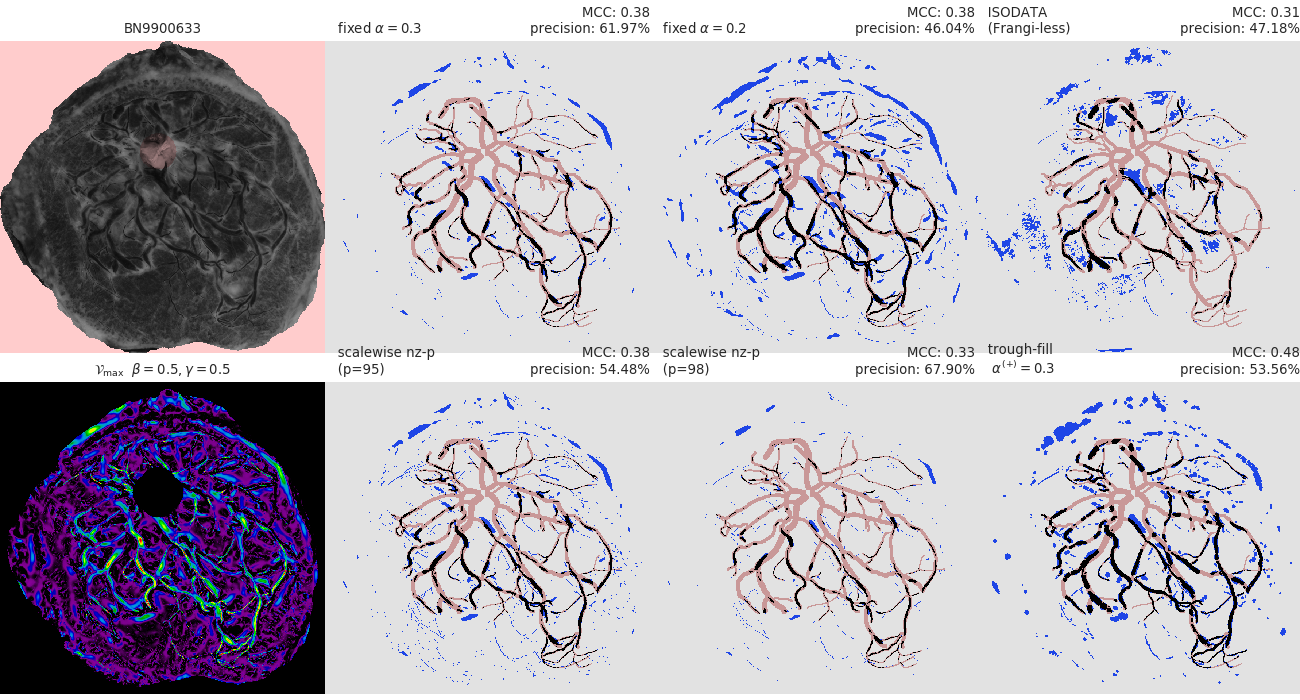 BN9900633
fixed α = 0.3
MCC: 0.38
precision: 61.97%
fixed α = 0.2
MCC: 0.38
precision: 46.04%
ISODATA
(Frangi-less)
MCC: 0.31
precision: 47.18%
𝒱max β = 0.5, γ = 0.5
scalewise nz-p
(p=95)
MCC: 0.38
precision: 54.48%
scalewise nz-p
(p=98)
MCC: 0.33
precision: 67.90%
trough-fill
α(+) = 0.3
MCC: 0.48
precision: 53.56%